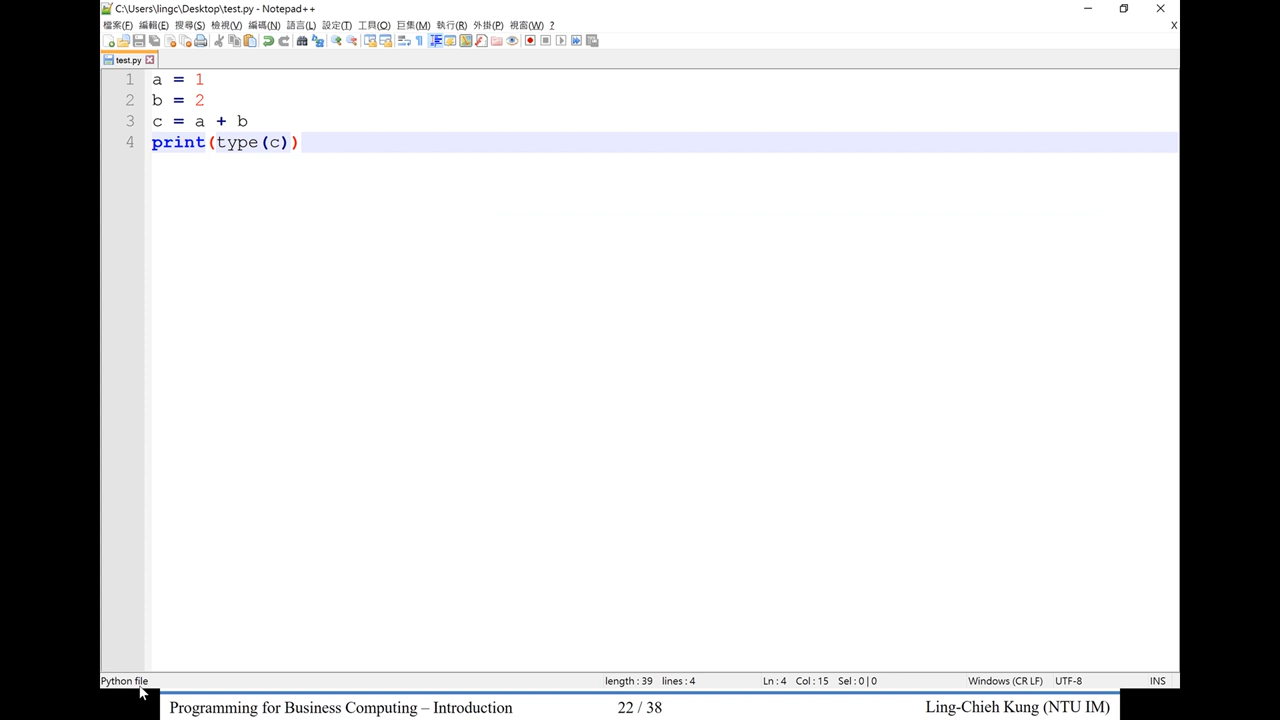 C:\Users\lingc\Desktop\test.py - Notepad++
檔案(F) 編輯(E) 搜尋(S) 檢視(V) 編碼(N) 語言(L) 設定(T) 工具(O) 巨集(M) 執行(R) 外掛(P) 視窗(W) ? X
test.py
1 a = 1
2 b = 2
3 c = a + b
4 print(type(c))
Python file length : 39 lines : 4 Ln : 4 Col : 15 Sel : 0 | 0 Windows (CR LF) UTF-8 INS
Programming for Business Computing – Introduction 22 / 38 Ling-Chieh Kung (NTU IM)